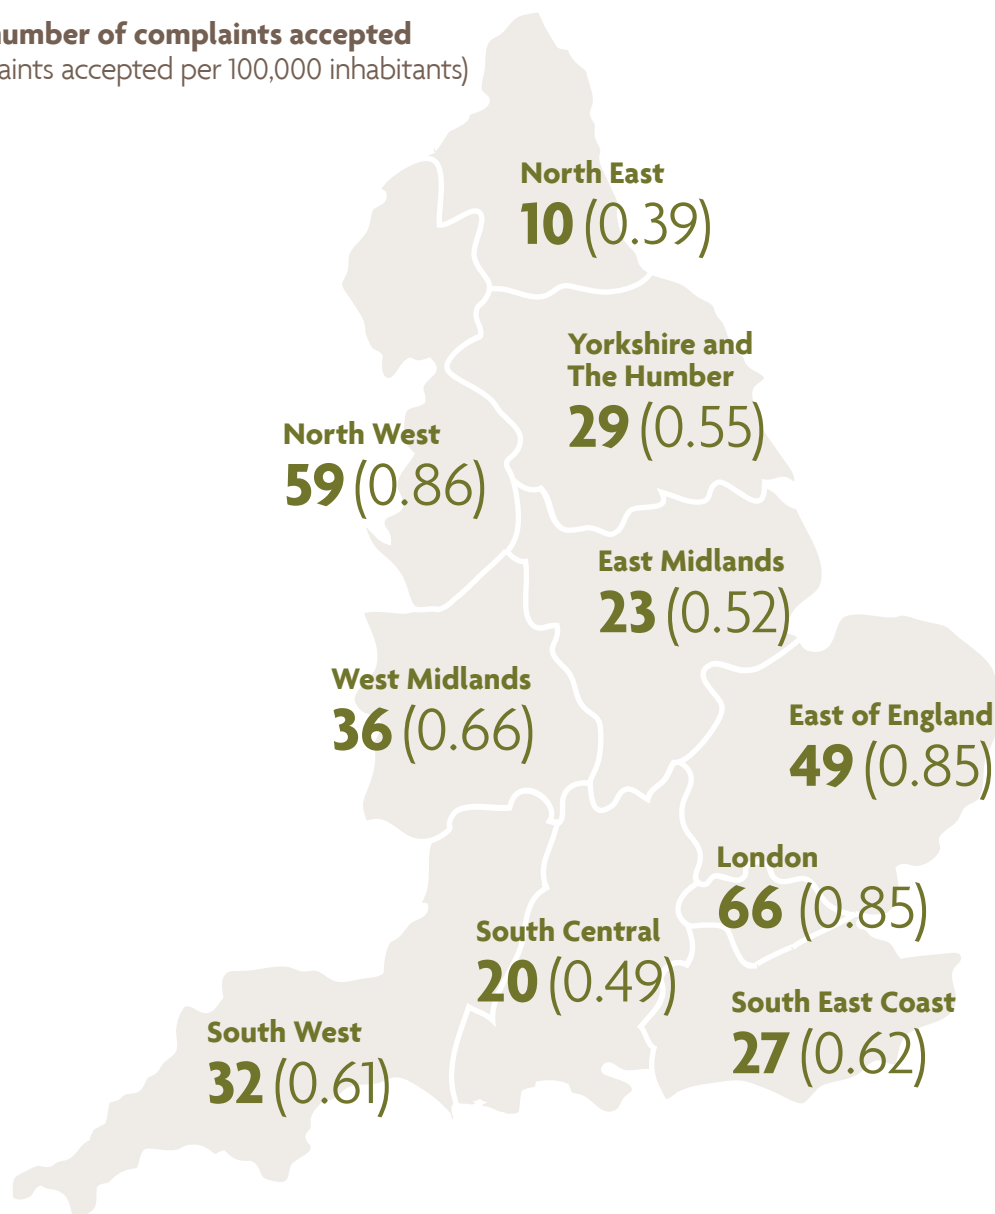 number of complaints accepted
aints accepted per 100,000 inhabitants)
North East
10 (0.39)
Yorkshire and
The Humber
29 (0.55)
North West
59 (0.86)
East Midlands
23 (0.52)
West Midlands
36 (0.66)
East of England
49 (0.85)
London
66 (0.85)
South Central
20 (0.49)
South East Coast
27 (0.62)
South West
32 (0.61)